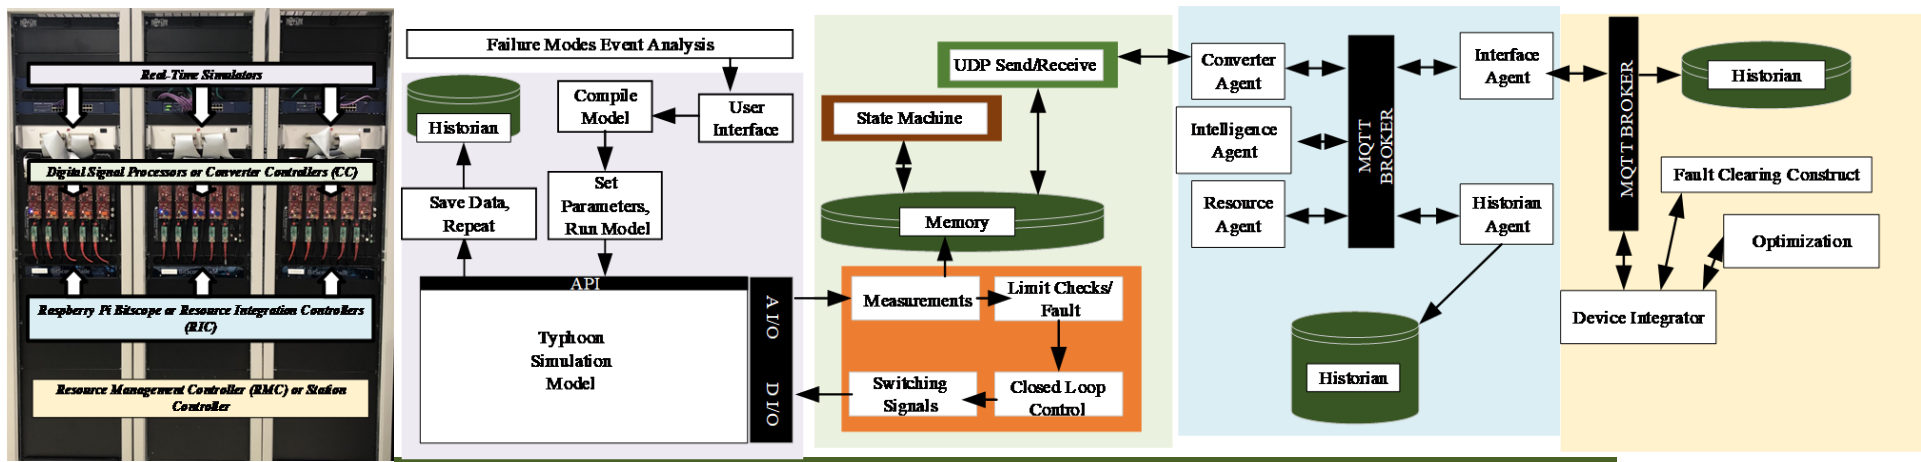 Real-Time Simulators
Digital Signal Processors or Converter Controllers (CC)
Raspberry Pi Bitscope or Resource Integration Controllers
(RIC)
Resource Management Controller (RMC) or Station
Controller
Failure Modes Event Analysis
Historian
Compile
Model
User
Interface
Save Data,
Repeat
Set
Parameters,
Run Model
API
Typhoon
Simulation
Model
A I/O
D I/O
UDP Send/Receive
State Machine
Memory
Measurements
Limit Checks/
Fault
Switching
Signals
Closed Loop
Control
Converter
Agent
Intelligence
Agent
Resource
Agent
MQTT
BROKER
Interface
Agent
Historian
Agent
Historian
MQTT BROKER
Historian
Fault Clearing Construct
Optimization
Device Integrator